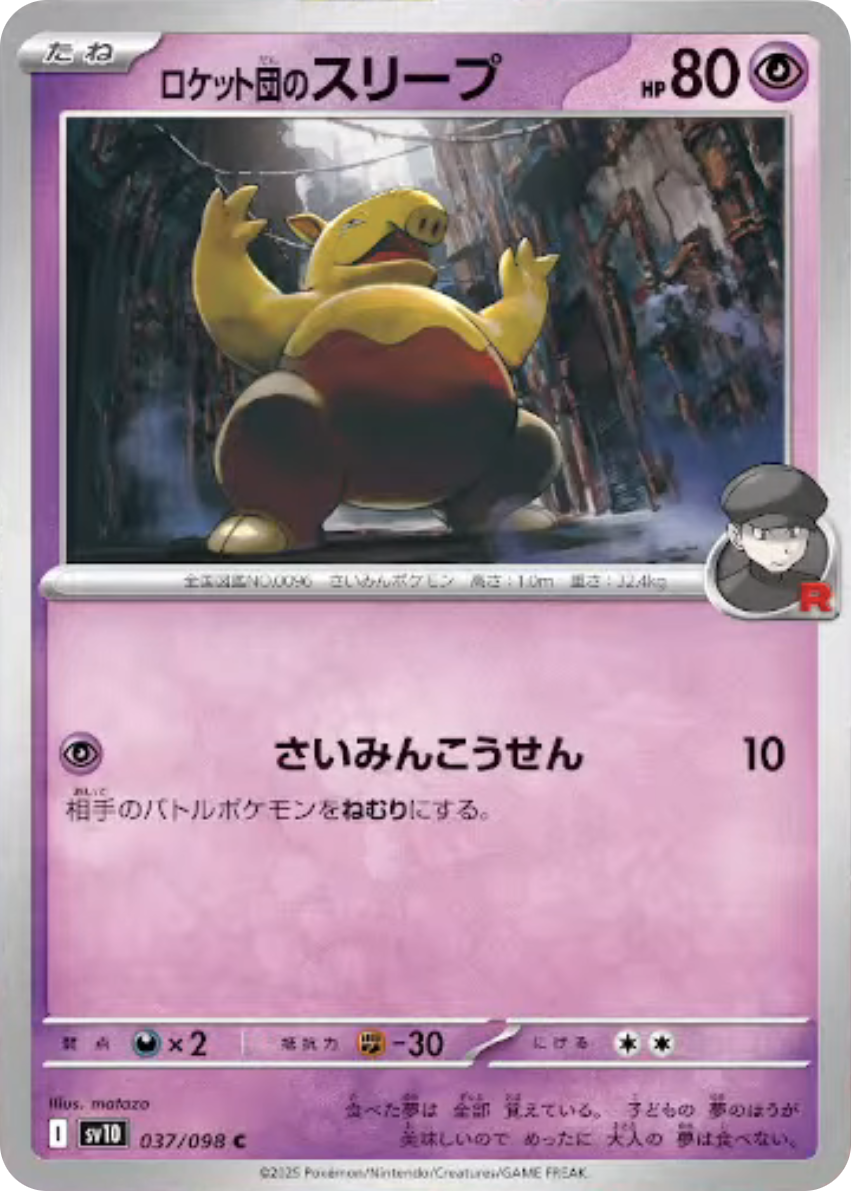 たね
ロケット団のスリープ HP80
だん
全国図鑑NO.0096 さいみんポケモン 高さ:1.0m 重さ:32.4kg
R
さいみんこうせん 10
あいて
相手のバトルポケモンをねむりにする。
弱点 ×2 抵抗力 -30 にげる
Illus. matazo
食べた夢は 全部 覚えている。 子どもの 夢のほうが
美味しいので めったに 大人の 夢は食べない。
I sv10 037/098 C
©2025 Pokémon/Nintendo/Creatures/GAME FREAK.